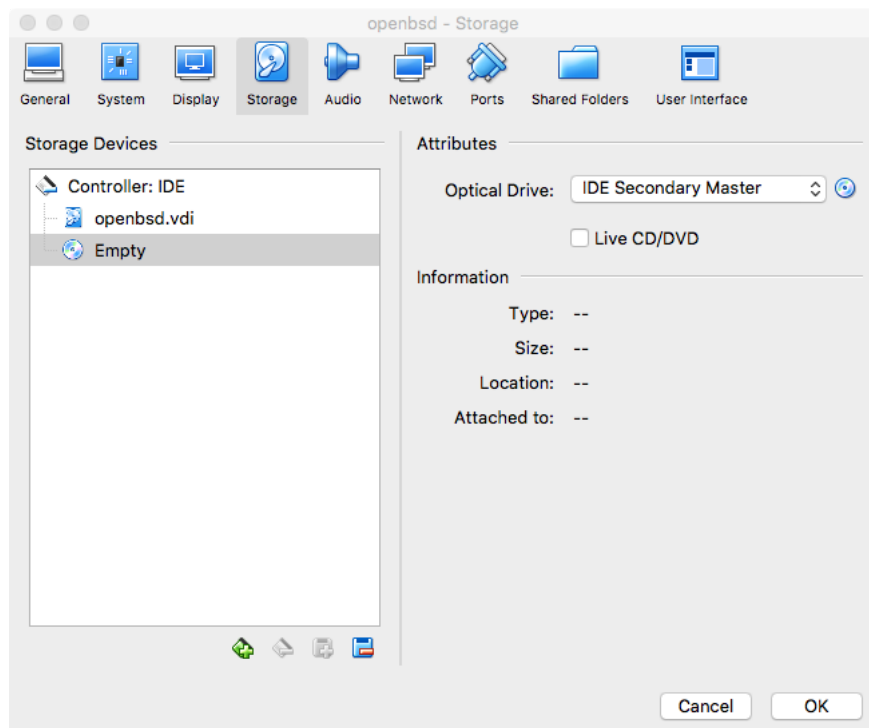 openbsd - Storage
General System Display Storage Audio Network Ports Shared Folders User Interface
Storage Devices
Controller: IDE
openbsd.vdi
Empty
Attributes
Optical Drive: IDE Secondary Master
Live CD/DVD
Information
Type: --
Size: --
Location: --
Attached to: --
Cancel OK